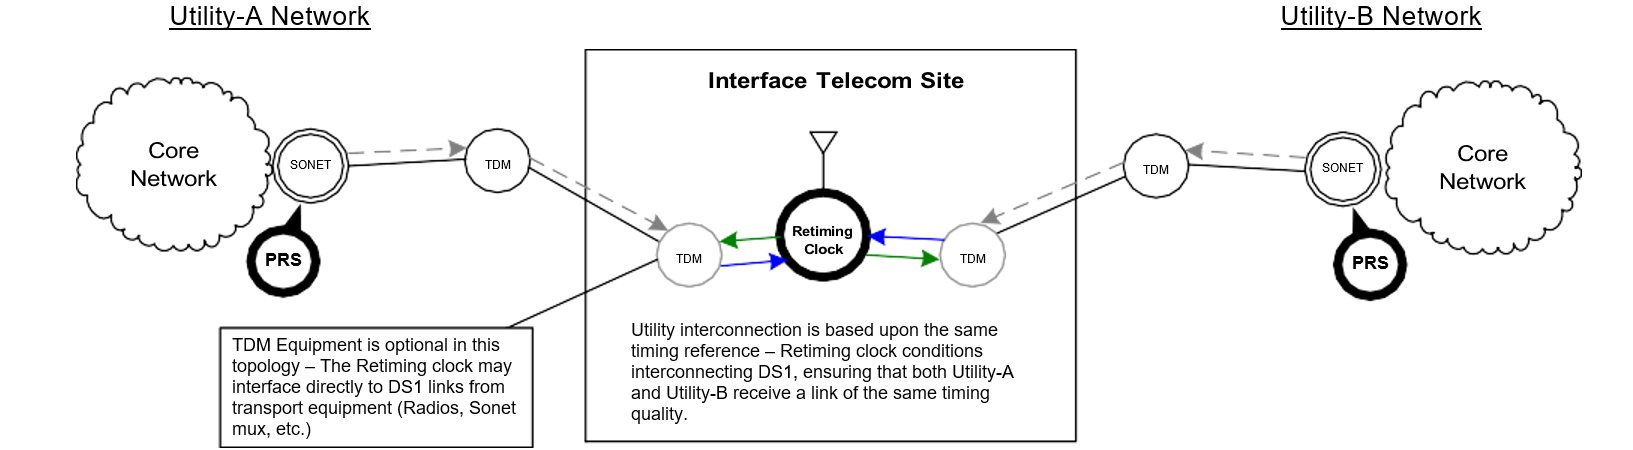 Utility-A Network
Utility-B Network
Interface Telecom Site
Core
Network
SONET
TDM
PRS
TDM
Retiming
Clock
TDM
TDM
SONET
PRS
Core
Network
TDM Equipment is optional in this
topology – The Retiming clock may
interface directly to DS1 links from
transport equipment (Radios, Sonet
mux, etc.)
Utility interconnection is based upon the same
timing reference – Retiming clock conditions
interconnecting DS1, ensuring that both Utility-A
and Utility-B receive a link of the same timing
quality.